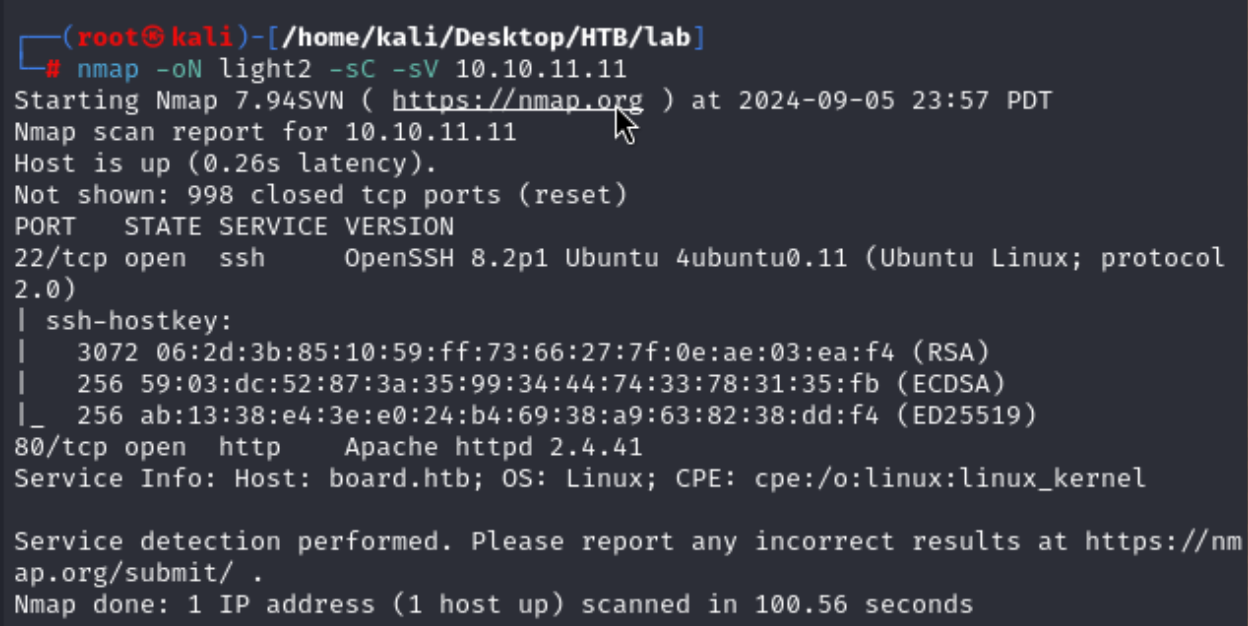 ┌──(root㉿kali)-[/home/kali/Desktop/HTB/lab]
└─# nmap -oN light2 -sC -sV 10.10.11.11
Starting Nmap 7.94SVN ( https://nmap.org ) at 2024-09-05 23:57 PDT
Nmap scan report for 10.10.11.11
Host is up (0.26s latency).
Not shown: 998 closed tcp ports (reset)
PORT   STATE SERVICE VERSION
22/tcp open  ssh     OpenSSH 8.2p1 Ubuntu 4ubuntu0.11 (Ubuntu Linux; protocol
2.0)
| ssh-hostkey:
|   3072 06:2d:3b:85:10:59:ff:73:66:27:7f:0e:ae:03:ea:f4 (RSA)
|   256 59:03:dc:52:87:3a:35:99:34:44:74:33:78:31:35:fb (ECDSA)
|_  256 ab:13:38:e4:3e:e0:24:b4:69:38:a9:63:82:38:dd:f4 (ED25519)
80/tcp open  http    Apache httpd 2.4.41
Service Info: Host: board.htb; OS: Linux; CPE: cpe:/o:linux:linux_kernel
Service detection performed. Please report any incorrect results at https://nm
ap.org/submit/ .
Nmap done: 1 IP address (1 host up) scanned in 100.56 seconds